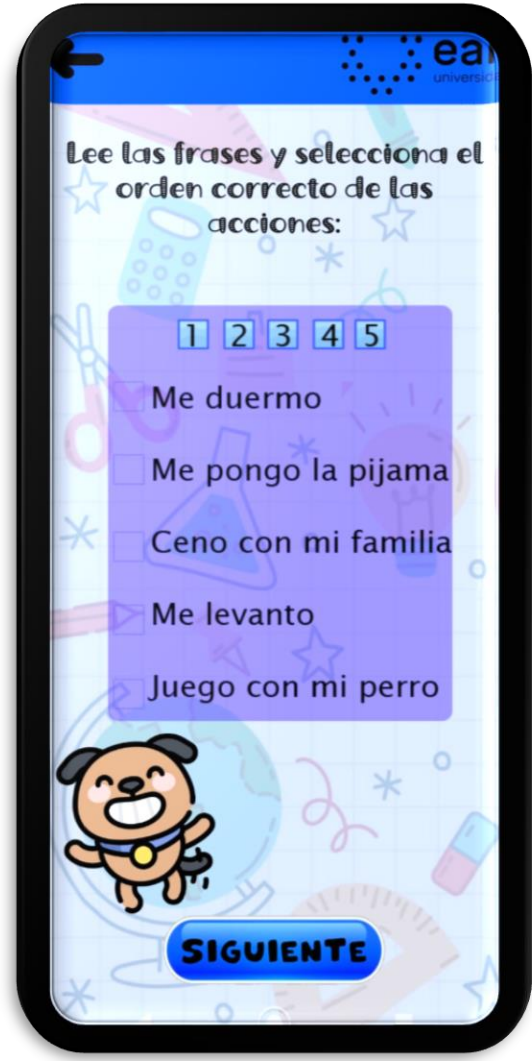 Lee las frases y selecciona el
orden correcto de las
acciones:
1 2 3 4 5
Me duermo
Me pongo la pijama
Ceno con mi familia
Me levanto
Juego con mi perro
SIGUIENTE